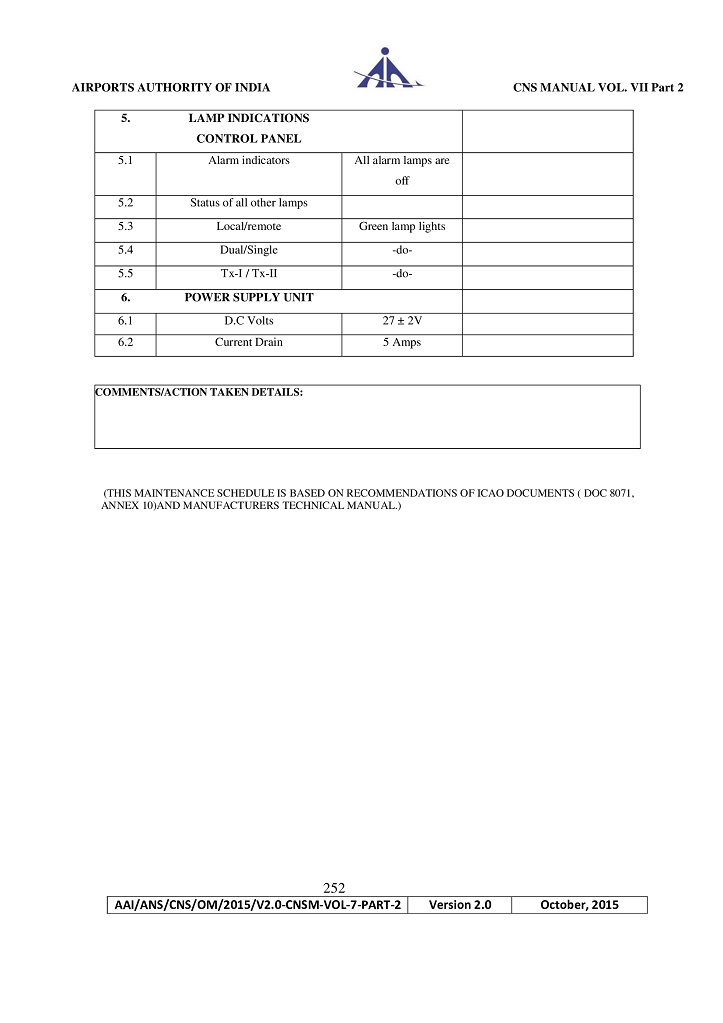 AIRPORTS AUTHORITY OF INDIA CNS MANUAL VOL. VII Part 2
5. LAMP INDICATIONS
CONTROL PANEL
5.1 Alarm indicators All alarm lamps are
off
5.2 Status of all other lamps
5.3 Local/remote Green lamp lights
5.4 Dual/Single -do-
5.5 Tx-I / Tx-II -do-
6. POWER SUPPLY UNIT
6.1 D.C Volts 27 ± 2V
6.2 Current Drain 5 Amps
COMMENTS/ACTION TAKEN DETAILS:
(THIS MAINTENANCE SCHEDULE IS BASED ON RECOMMENDATIONS OF ICAO DOCUMENTS ( DOC 8071,
ANNEX 10)AND MANUFACTURERS TECHNICAL MANUAL.)
252
AAI/ANS/CNS/OM/2015/V2.0-CNSM-VOL-7-PART-2 Version 2.0 October, 2015